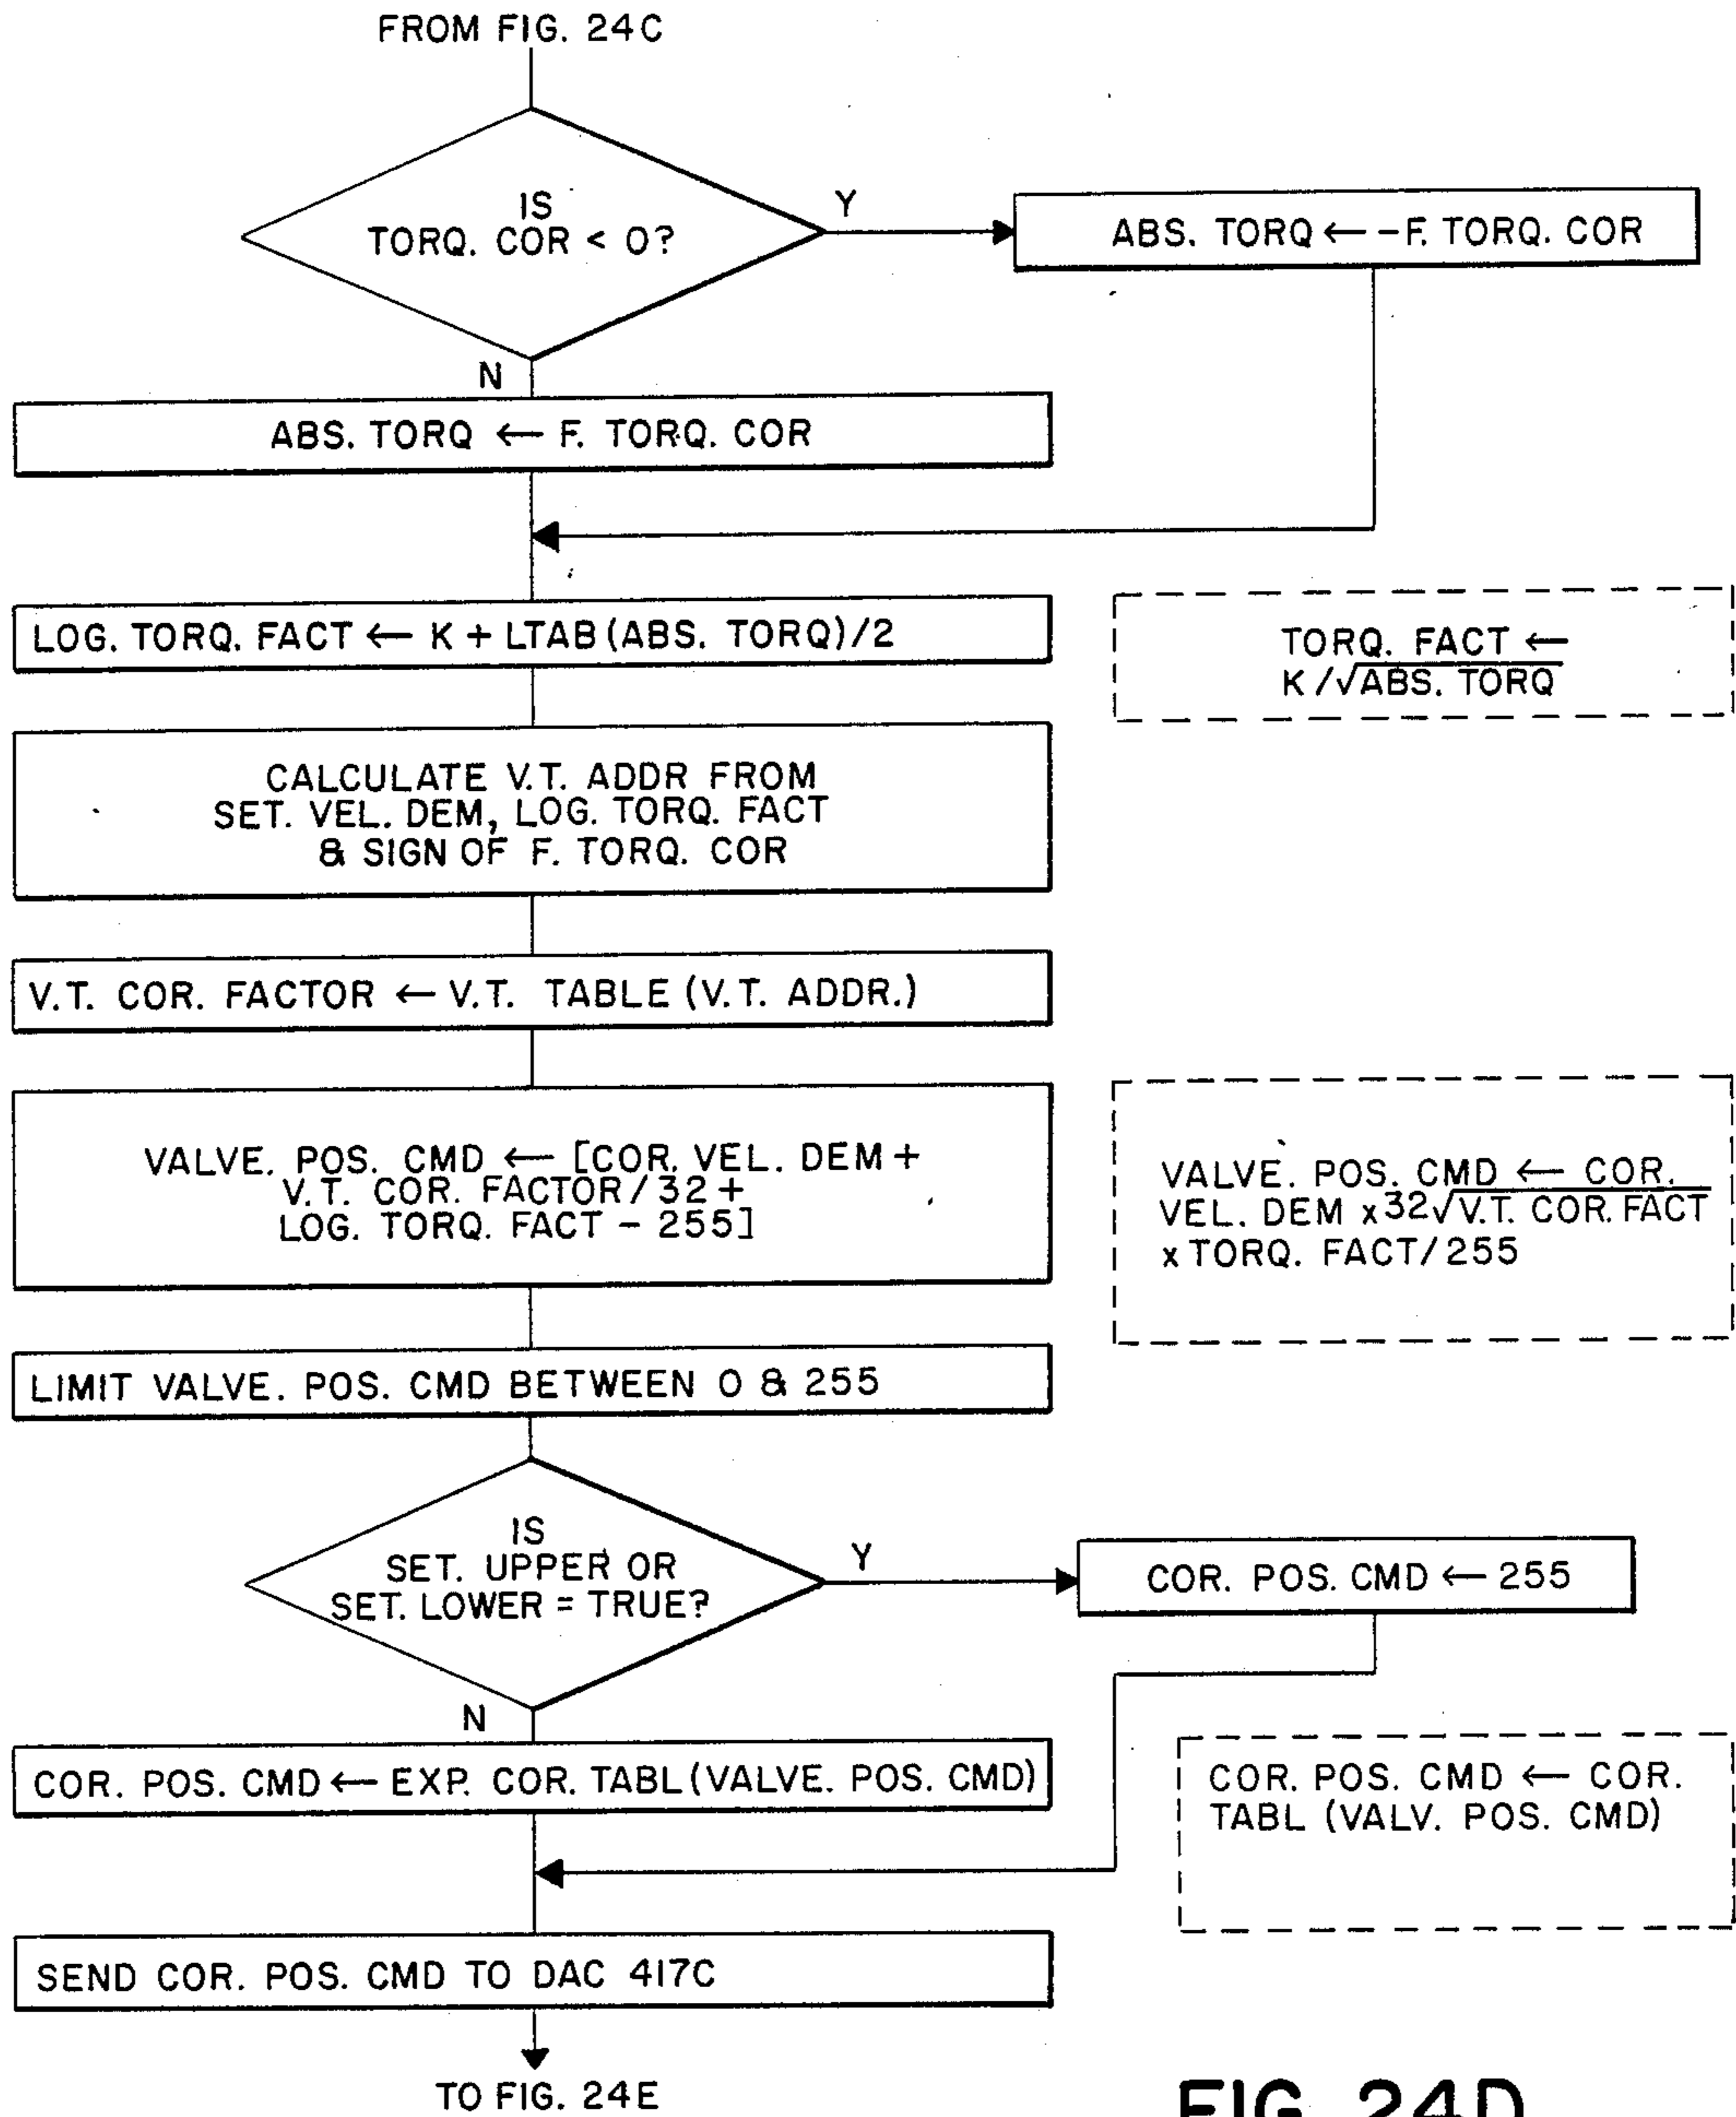 FROM FIG. 24C
IS
TORQ. COR < 0?
Y
ABS. TORQ ← -F. TORQ. COR
N
ABS. TORQ ← F. TORQ. COR
LOG. TORQ. FACT ← K + LTAB (ABS. TORQ)/2
TORQ. FACT ←
K/√ABS. TORQ
CALCULATE V.T. ADDR FROM
SET. VEL. DEM, LOG. TORQ. FACT
& SIGN OF F. TORQ. COR
V.T. COR. FACTOR ← V.T. TABLE (V.T. ADDR.)
VALVE. POS. CMD ← [COR. VEL. DEM +
V.T. COR. FACTOR/32 +
LOG. TORQ. FACT - 255]
VALVE. POS. CMD ← COR.
VEL. DEM x 32√V.T. COR. FACT
x TORQ. FACT/255
LIMIT VALVE. POS. CMD BETWEEN 0 & 255
IS
SET. UPPER OR
SET. LOWER = TRUE?
Y
COR. POS. CMD ← 255
N
COR. POS. CMD ← EXP. COR. TABL (VALVE. POS. CMD)
COR. POS. CMD ← COR.
TABL (VALV. POS. CMD)
SEND COR. POS. CMD TO DAC 417C
TO FIG. 24E
FIG. 24D